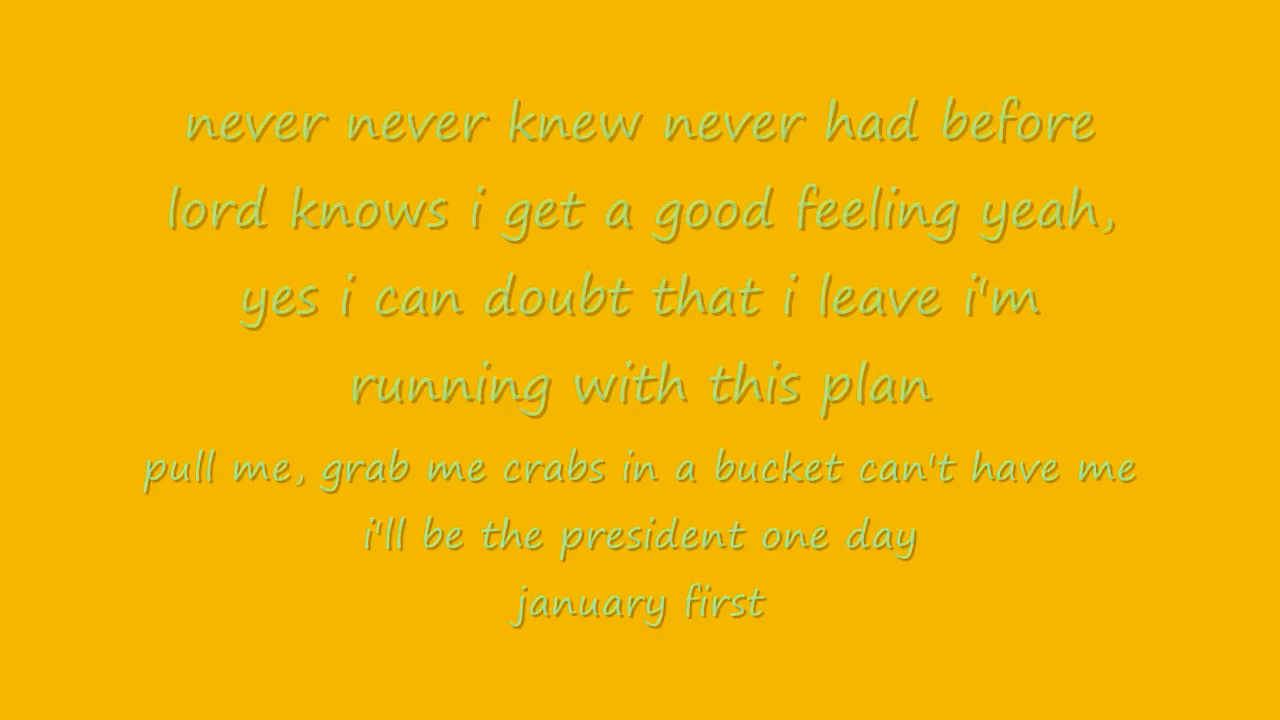 never never knew never had before
lord knows i get a good feeling yeah,
yes i can doubt that i leave i'm
running with this plan
pull me, grab me crabs in a bucket can't have me
i'll be the president one day
january first